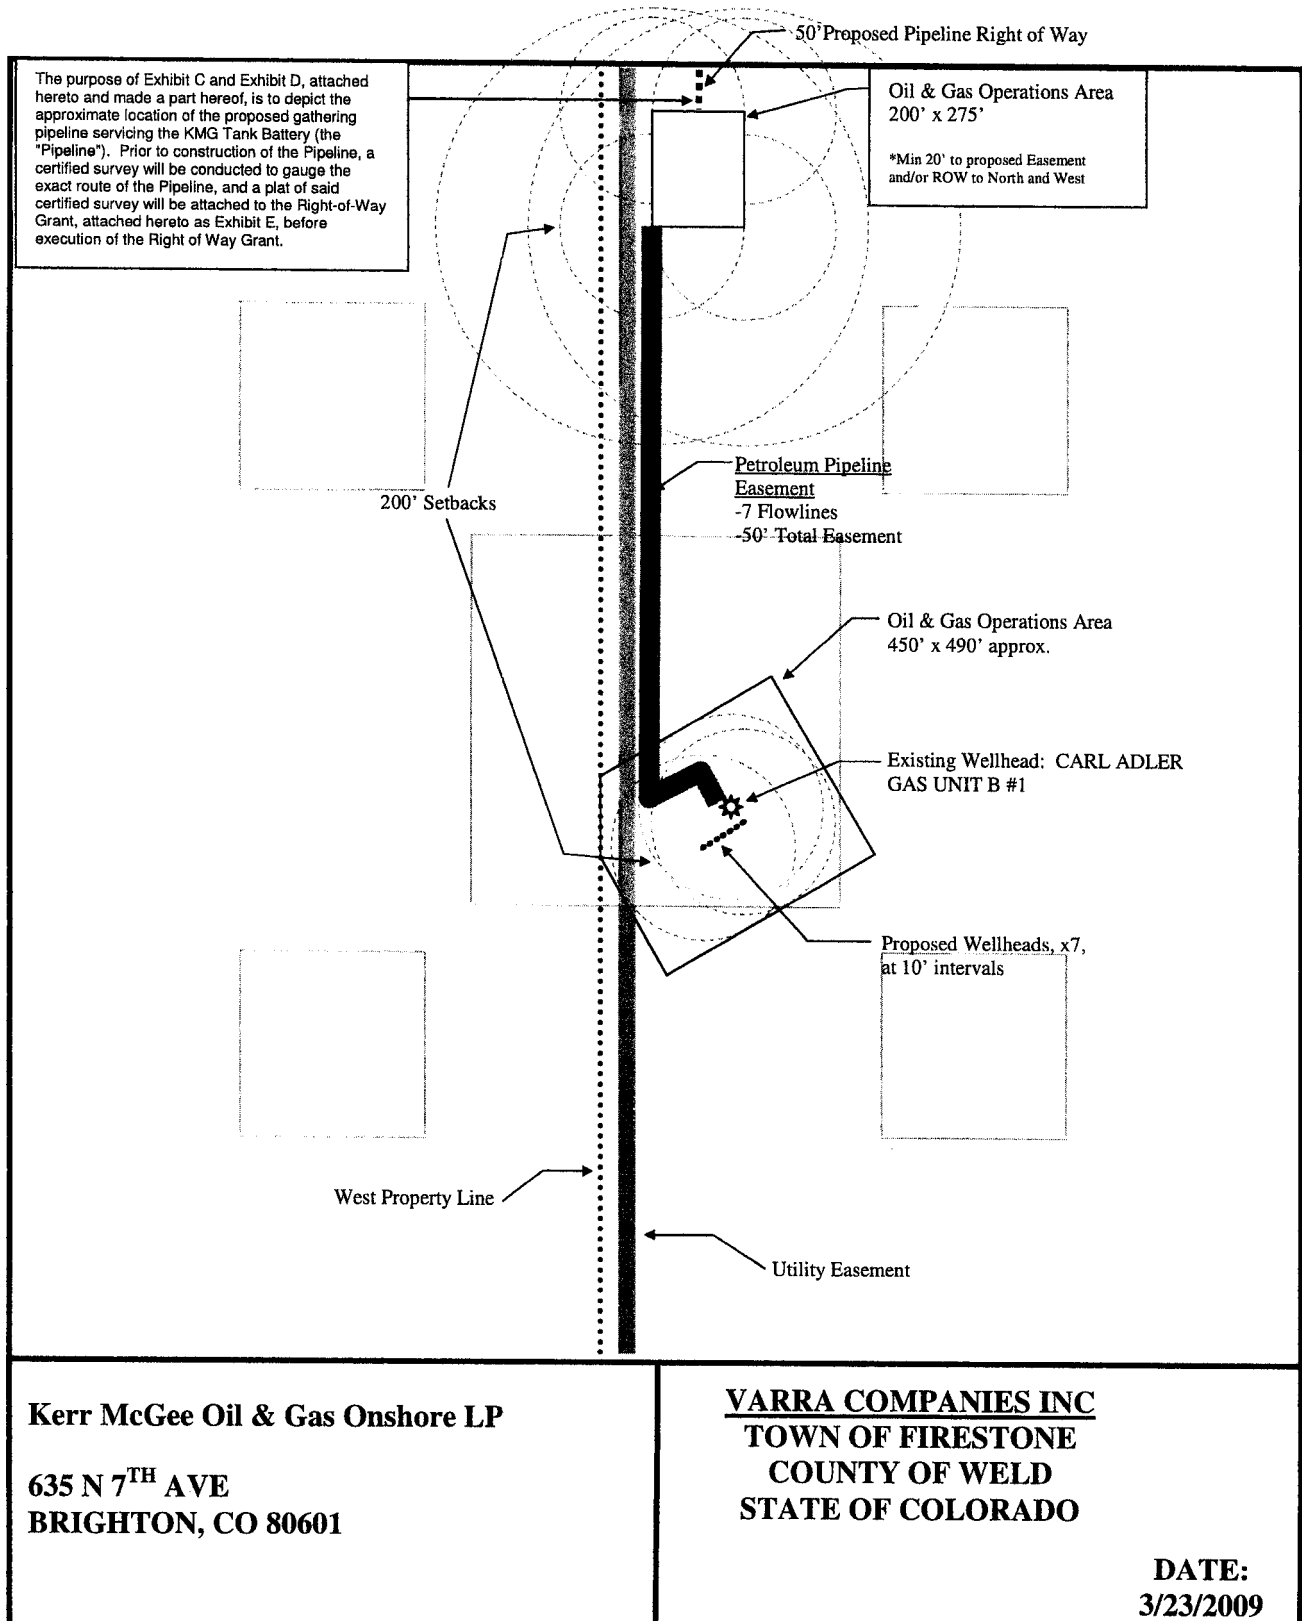 50'Proposed Pipeline Right of Way
The purpose of Exhibit C and Exhibit D, attached
hereto and made a part hereof, is to depict the
approximate location of the proposed gathering
pipeline servicing the KMG Tank Battery (the
"Pipeline"). Prior to construction of the Pipeline, a
certified survey will be conducted to gauge the
exact route of the Pipeline, and a plat of said
certified survey will be attached to the Right-of-Way
Grant, attached hereto as Exhibit E, before
execution of the Right of Way Grant.
Oil & Gas Operations Area
200' x 275'
*Min 20' to proposed Easement
and/or ROW to North and West
Petroleum Pipeline
Easement
-7 Flowlines
-50' Total Easement
200' Setbacks
Oil & Gas Operations Area
450' x 490' approx.
Existing Wellhead: CARL ADLER
GAS UNIT B #1
Proposed Wellheads, x7,
at 10' intervals
West Property Line
Utility Easement
Kerr McGee Oil & Gas Onshore LP
635 N 7TH AVE
BRIGHTON, CO 80601
VARRA COMPANIES INC
TOWN OF FIRESTONE
COUNTY OF WELD
STATE OF COLORADO
DATE:
3/23/2009